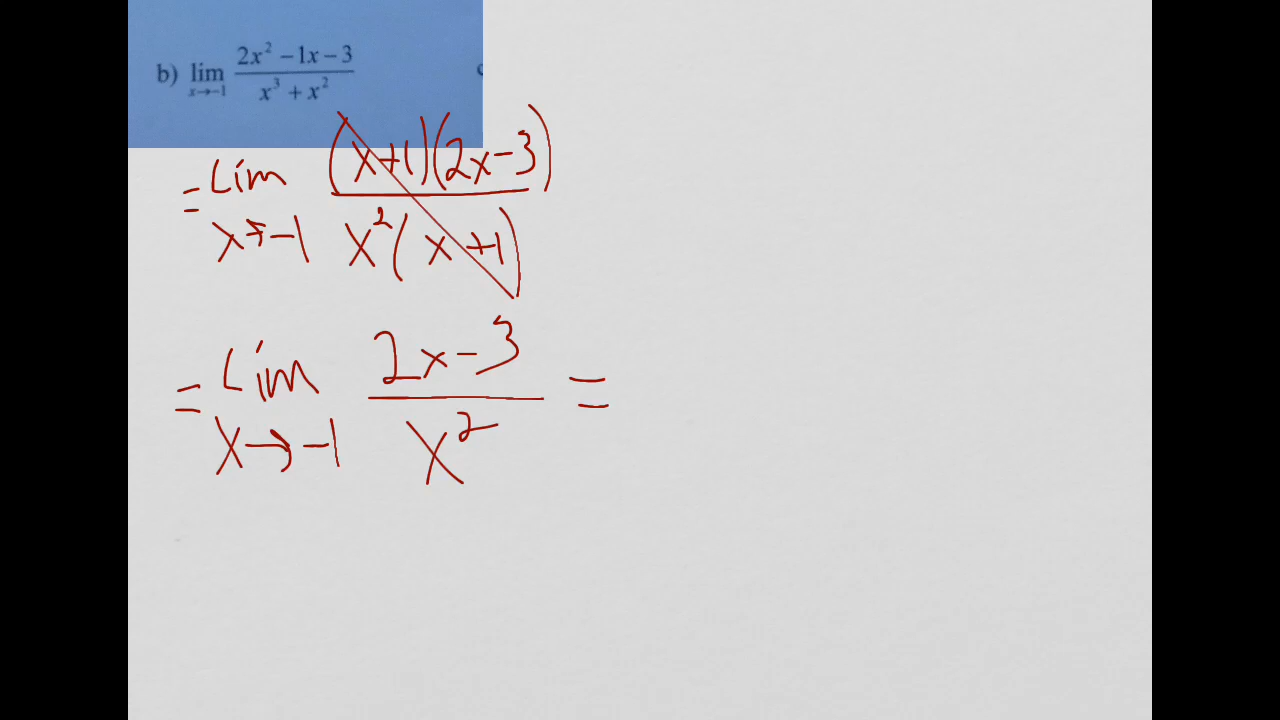 b) lim x→-1 (2x² - 1x - 3)/(x³ + x²)
= Lim x→-1 (x+1)(2x-3)/x²(x+1)
= Lim x→-1 (2x-3)/x² =